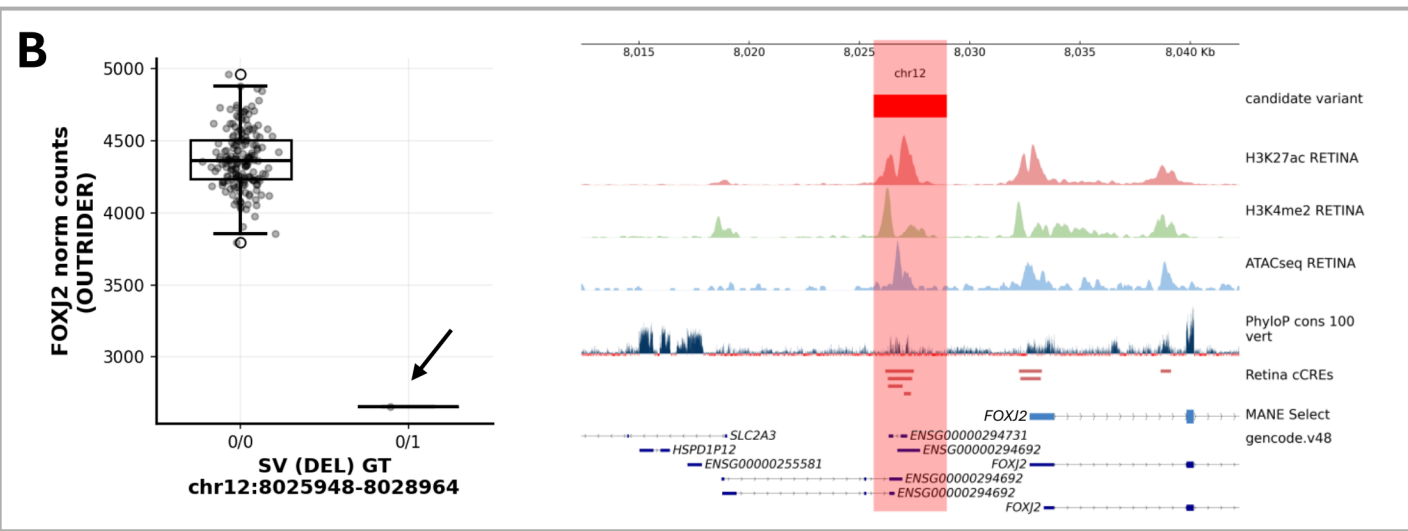 B
FOXJ2 norm counts
(OUTRIDER)
5000
4500
4000
3500
3000
0/0
0/1
SV (DEL) GT
chr12:8025948-8028964
8,015
8,020
8,025
8,030
8,035
8,040 Kb
chr12
candidate variant
H3K27ac RETINA
H3K4me2 RETINA
ATACseq RETINA
PhyloP cons 100
vert
Retina cCREs
FOXJ2
MANE Select
gencode.v48
SLC2A3
ENSG00000294731
HSPD1P12
ENSG00000294692
ENSG00000255581
FOXJ2
ENSG00000294692
ENSG00000294692
FOXJ2